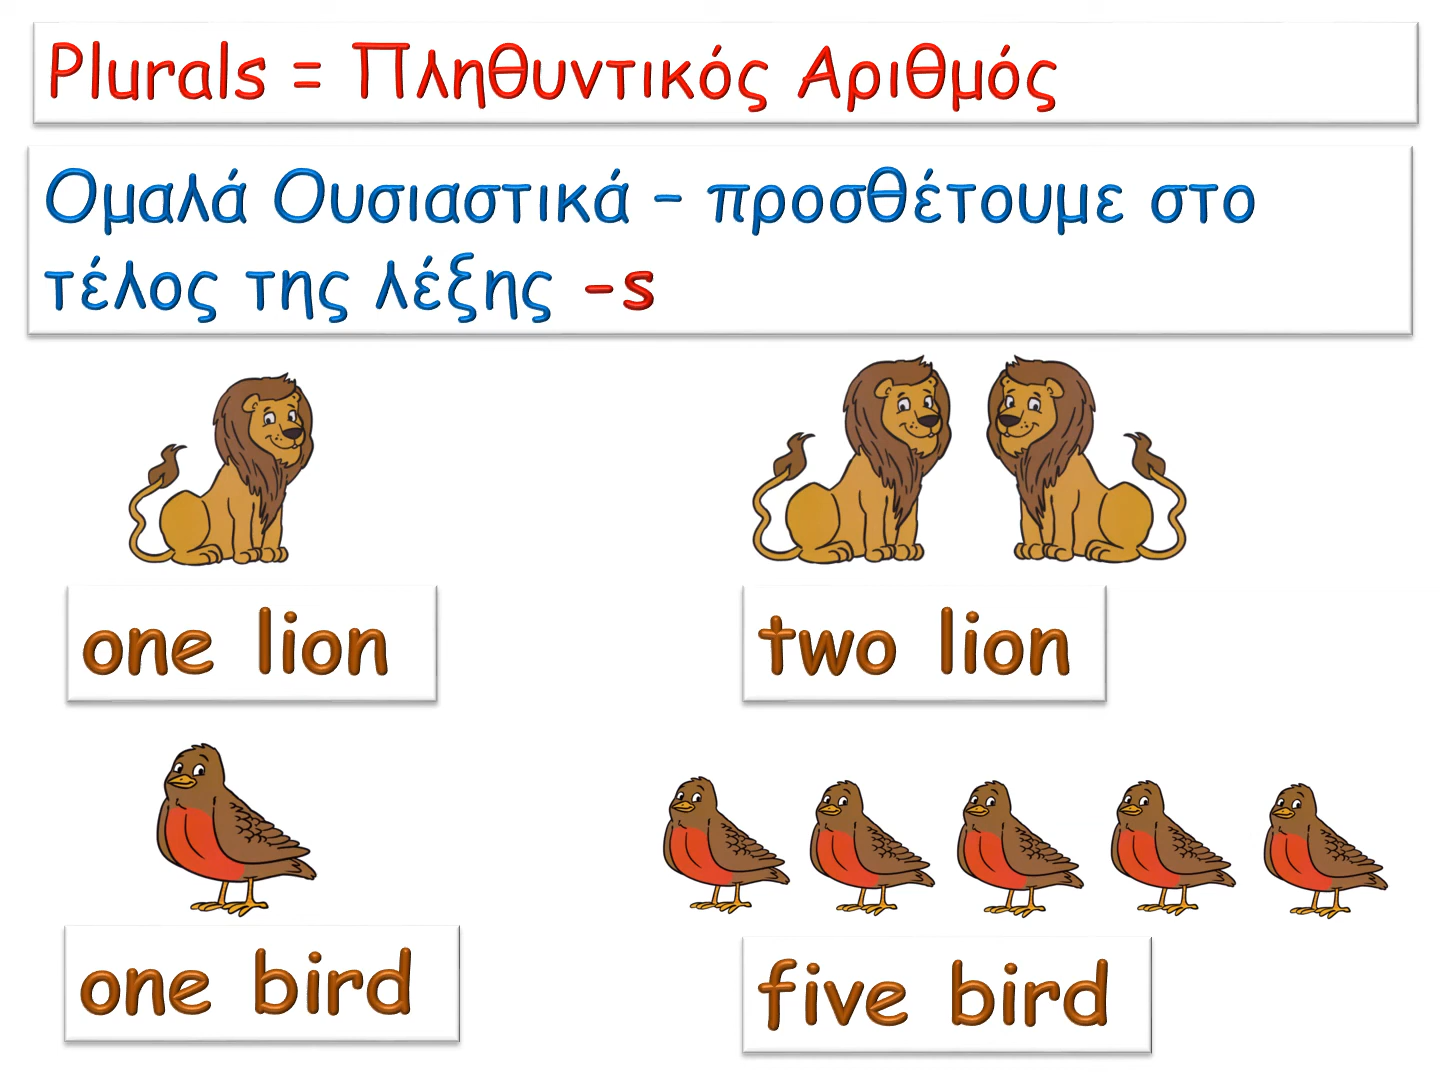 Plurals = Πληθυντικός Αριθμός
Ομαλά Ουσιαστικά – προσθέτουμε στο
τέλος της λέξης -s
one lion
two lion
one bird
five bird